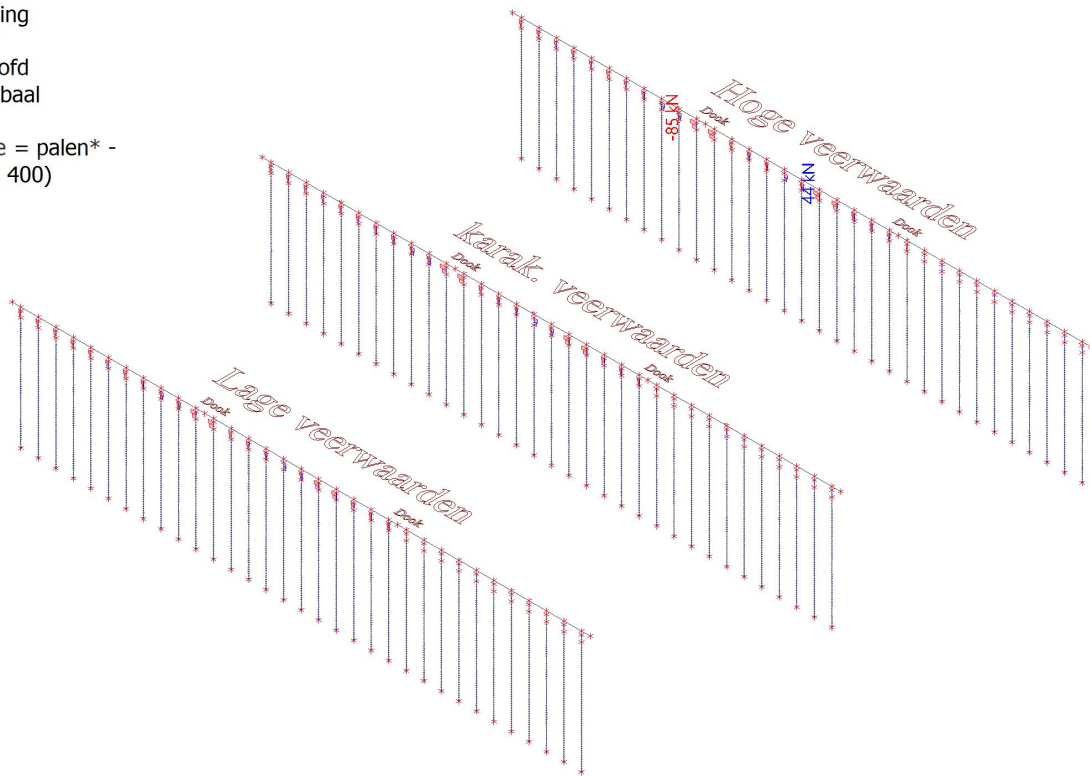 ing
ofd
baal
e = palen* -
400)
Hoge veerwaarden
Dook
-85 kN
44 kN
Dook
karak. veerwaarden
Dook
Dook
Lage veerwaarden
Dook
Dook